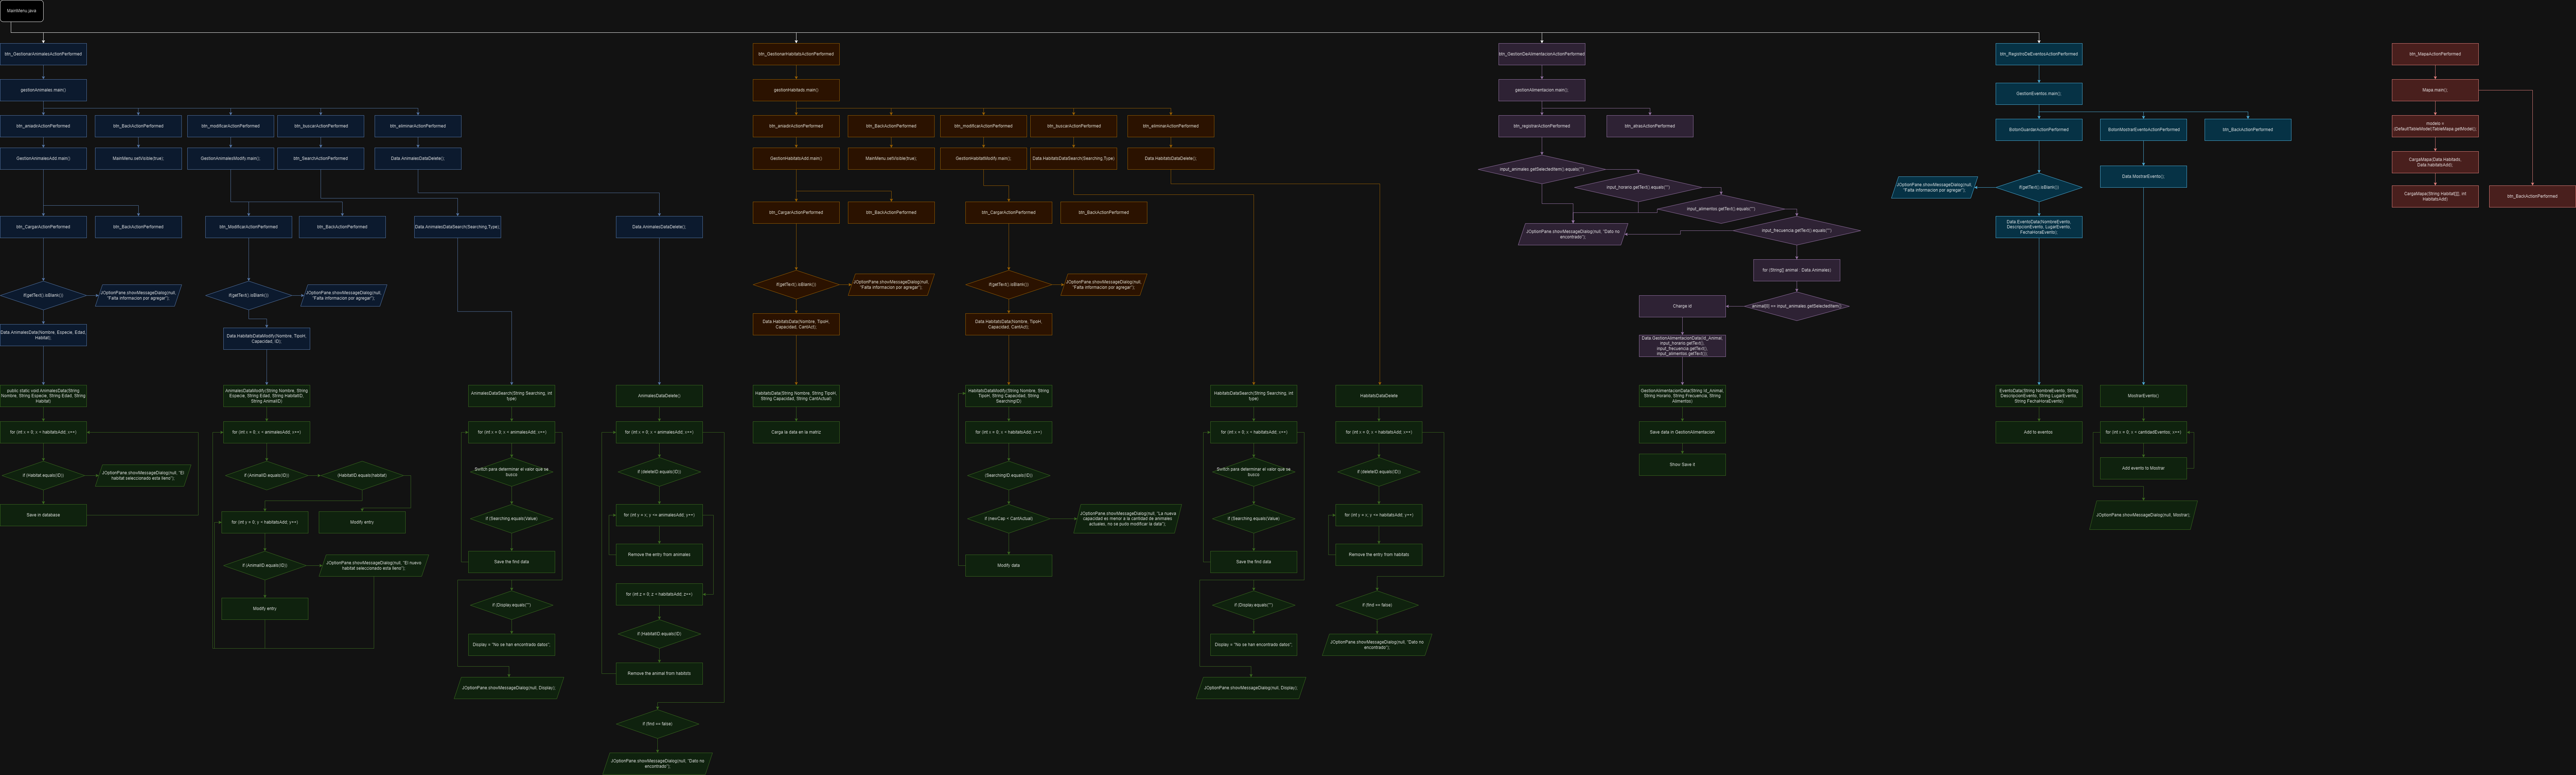 MainMenu.java
btn_GestionarAnimalesActionPerformed
btn_GestionarHabitatsActionPerformed
btn_GestionDeAlimentacionActionPerformed
btn_RegistroDeEventosActionPerformed
btn_MapaActionPerformed
gestionAnimales.main()
gestionHabitads.main()
gestionAlimentacion.main();
GestionEventos.main();
Mapa.main();
btn_anadirActionPerformed
btn_BackActionPerformed
btn_modificarActionPerformed
btn_buscarActionPerformed
btn_eliminarActionPerformed
btn_anadirActionPerformed
btn_BackActionPerformed
btn_modificarActionPerformed
btn_buscarActionPerformed
btn_eliminarActionPerformed
btn_registrarActionPerformed
btn_atrasActionPerformed
BotonGuardarActionPerformed
BotonMostrarEventoActionPerformed
btn_BackActionPerformed
modelo =
(DefaultTableModel)TableMapa.getModel();
GestionAnimalesAdd.main()
MainMenu.setVisible(true);
GestionAnimalesModify.main();
btn_SearchActionPerformed
Data.AnimalesDataDelete();
GestionHabitatsAdd.main()
MainMenu.setVisible(true);
GestionHabitatModify.main();
Data.HabitatsDataSearch(Searching,Type)
Data.HabitatsDataDelete();
input_animales.getSelectedItem().equals("")
input_horario.getText().equals("")
input_alimentos.getText().equals("")
input_frecuencia.getText().equals("")
JOptionPane.showMessageDialog(null, "Dato no
encontrado");
JOptionPane.showMessageDialog(null,
"Falta informacion por agregar");
if(getText().isBlank())
Data.MostrarEvento();
CargaMapa(Data.Habitads,
Data.habitatsAdd);
CargaMapa(String Habitat[][], int
HabitatsAdd)
btn_BackActionPerformed
btn_CargarActionPerformed
btn_BackActionPerformed
btn_ModificarActionPerformed
btn_BackActionPerformed
Data.AnimalesDataSearch(Searching,Type);
Data.AnimalesDataDelete();
btn_CargarActionPerformed
btn_BackActionPerformed
btn_CargarActionPerformed
btn_BackActionPerformed
Data.EventoData(NombreEvento,
DescripcionEvento, LugarEvento,
FechaHoraEvento);
for (String[] animal : Data.Animales)
animal[0] == input_animales.getSelectedItem()
Charge id
Data.GestionAlimentacionData(id_Animal,
input_horario.getText(),
input_frecuencia.getText(),
input_alimentos.getText());
if(getText().isBlank())
JOptionPane.showMessageDialog(null,
"Falta informacion por agregar");
if(getText().isBlank())
JOptionPane.showMessageDialog(null,
"Falta informacion por agregar");
if(getText().isBlank())
JOptionPane.showMessageDialog(null,
"Falta informacion por agregar");
if(getText().isBlank())
JOptionPane.showMessageDialog(null,
"Falta informacion por agregar");
Data.AnimalesData(Nombre, Especie, Edad,
Habitat);
Data.HabitatsDataModify(Nombre, TipoH,
Capacidad, ID);
Data.HabitatsData(Nombre, TipoH,
Capacidad, CantAct);
Data.HabitatsData(Nombre, TipoH,
Capacidad, CantAct);
public static void AnimalesData(String
Nombre, String Especie, String Edad, String
Habitat)
AnimalesDataModify(String Nombre, String
Especie, String Edad, String HabitatID,
String AnimalID)
AnimalesDataSearch(String Searching, int
type)
AnimalesDataDelete()
HabitatsData(String Nombre, String TipoH,
String Capacidad, String CantActual)
HabitatsDataModify(String Nombre, String
TipoH, String Capacidad, String
SearchingID)
HabitatsDataSearch(String Searching, int
type)
HabitatsDataDelete
GestionAlimentacionData(String id_Animal,
String Horario, String Frecuencia, String
Alimentos)
EventoData(String NombreEvento, String
DescripcionEvento, String LugarEvento,
String FechaHoraEvento)
MostrarEvento()
for (int x = 0; x < habitatsAdd; x++)
for (int x = 0; x < animalesAdd; x++)
for (int x = 0; x < animalesAdd; x++)
for (int x = 0; x < animalesAdd; x++)
Carga la data en la matriz
for (int x = 0; x < habitatsAdd; x++)
for (int x = 0; x < habitatsAdd; x++)
for (int x = 0; x < habitatsAdd; x++)
Save data in GestionAlimentacion
Add to eventos
for (int x = 0; x < cantidadEventos; x++)
if (Habitat.equals(ID))
JOptionPane.showMessageDialog(null, "El
habitat seleccionado esta lleno");
if (AnimalID.equals(ID))
(HabitatID.equals(habitat)
Switch para determinar el valor que se
busco
if (deleteID.equals(ID))
(SearchingID.equals(ID))
Switch para determinar el valor que se
busco
if (deleteID.equals(ID))
Show Save it
Add events to Mostrar
Save in database
for (int y = 0; y < habitatsAdd; y++)
Modify entry
if (Searching.equals(Value)
for (int y = x; y <= animalesAdd; y++)
if (newCap < CantActual)
JOptionPane.showMessageDialog(null, "La nueva
capacidad es menor a la cantidad de animales
actuales, no se pudo modificar la data");
if (Searching.equals(Value)
for (int y = x; y <= habitatsAdd; y++)
JOptionPane.showMessageDialog(null, Mostrar);
if (AnimalID.equals(ID))
JOptionPane.showMessageDialog(null, "El nuevo
habitat seleccionado esta lleno");
Save the find data
Remove the entry from animales
Modify data
Save the find data
Remove the entry from habitats
Modify entry
if (Display.equals(""))
for (int z = 0; z < habitatsAdd; z++)
if (Display.equals(""))
if (find == false)
Display = "No se han encontrado datos";
if (HabitatID.equals(ID)
Display = "No se han encontrado datos";
JOptionPane.showMessageDialog(null, "Dato no
encontrado");
Remove the animal from habitats
JOptionPane.showMessageDialog(null, Display);
JOptionPane.showMessageDialog(null, Display);
if (find == false)
JOptionPane.showMessageDialog(null, "Dato no
encontrado");